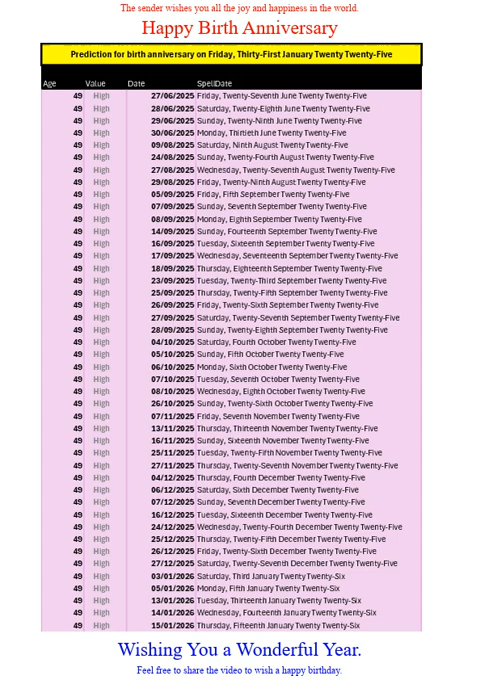 The sender wishes you all the joy and happiness in the world.
Happy Birth Anniversary
Prediction for birth anniversary on Friday, Thirty-First January Twenty Twenty-Five
Age Value Date SpellDate
49 High 27/06/2025 Friday, Twenty-Seventh June Twenty Twenty-Five
49 High 28/06/2025 Saturday, Twenty-Eighth June Twenty Twenty-Five
49 High 29/06/2025 Sunday, Twenty-Ninth June Twenty Twenty-Five
49 High 30/06/2025 Monday, Thirtieth June Twenty Twenty-Five
49 High 09/08/2025 Saturday, Ninth August Twenty Twenty-Five
49 High 24/08/2025 Sunday, Twenty-Fourth August Twenty Twenty-Five
49 High 27/08/2025 Wednesday, Twenty-Seventh August Twenty Twenty-Five
49 High 29/08/2025 Friday, Twenty-Ninth August Twenty Twenty-Five
49 High 05/09/2025 Friday, Fifth September Twenty Twenty-Five
49 High 07/09/2025 Sunday, Seventh September Twenty Twenty-Five
49 High 08/09/2025 Monday, Eighth September Twenty Twenty-Five
49 High 14/09/2025 Sunday, Fourteenth September Twenty Twenty-Five
49 High 16/09/2025 Tuesday, Sixteenth September Twenty Twenty-Five
49 High 17/09/2025 Wednesday, Seventeenth September Twenty Twenty-Five
49 High 18/09/2025 Thursday, Eighteenth September Twenty Twenty-Five
49 High 23/09/2025 Tuesday, Twenty-Third September Twenty Twenty-Five
49 High 25/09/2025 Thursday, Twenty-Fifth September Twenty Twenty-Five
49 High 26/09/2025 Friday, Twenty-Sixth September Twenty Twenty-Five
49 High 27/09/2025 Saturday, Twenty-Seventh September Twenty Twenty-Five
49 High 28/09/2025 Sunday, Twenty-Eighth September Twenty Twenty-Five
49 High 04/10/2025 Saturday, Fourth October Twenty Twenty-Five
49 High 05/10/2025 Sunday, Fifth October Twenty Twenty-Five
49 High 06/10/2025 Monday, Sixth October Twenty Twenty-Five
49 High 07/10/2025 Tuesday, Seventh October Twenty Twenty-Five
49 High 08/10/2025 Wednesday, Eighth October Twenty Twenty-Five
49 High 26/10/2025 Sunday, Twenty-Sixth October Twenty Twenty-Five
49 High 07/11/2025 Friday, Seventh November Twenty Twenty-Five
49 High 13/11/2025 Thursday, Thirteenth November Twenty Twenty-Five
49 High 16/11/2025 Sunday, Sixteenth November Twenty Twenty-Five
49 High 25/11/2025 Tuesday, Twenty-Fifth November Twenty Twenty-Five
49 High 27/11/2025 Thursday, Twenty-Seventh November Twenty Twenty-Five
49 High 04/12/2025 Thursday, Fourth December Twenty Twenty-Five
49 High 06/12/2025 Saturday, Sixth December Twenty Twenty-Five
49 High 07/12/2025 Sunday, Seventh December Twenty Twenty-Five
49 High 16/12/2025 Tuesday, Sixteenth December Twenty Twenty-Five
49 High 24/12/2025 Wednesday, Twenty-Fourth December Twenty Twenty-Five
49 High 25/12/2025 Thursday, Twenty-Fifth December Twenty Twenty-Five
49 High 26/12/2025 Friday, Twenty-Sixth December Twenty Twenty-Five
49 High 27/12/2025 Saturday, Twenty-Seventh December Twenty Twenty-Five
49 High 03/01/2026 Saturday, Third January Twenty Twenty-Six
49 High 05/01/2026 Monday, Fifth January Twenty Twenty-Six
49 High 13/01/2026 Tuesday, Thirteenth January Twenty Twenty-Six
49 High 14/01/2026 Wednesday, Fourteenth January Twenty Twenty-Six
49 High 15/01/2026 Thursday, Fifteenth January Twenty Twenty-Six
Wishing You a Wonderful Year.
Feel free to share the video to wish a happy birthday.